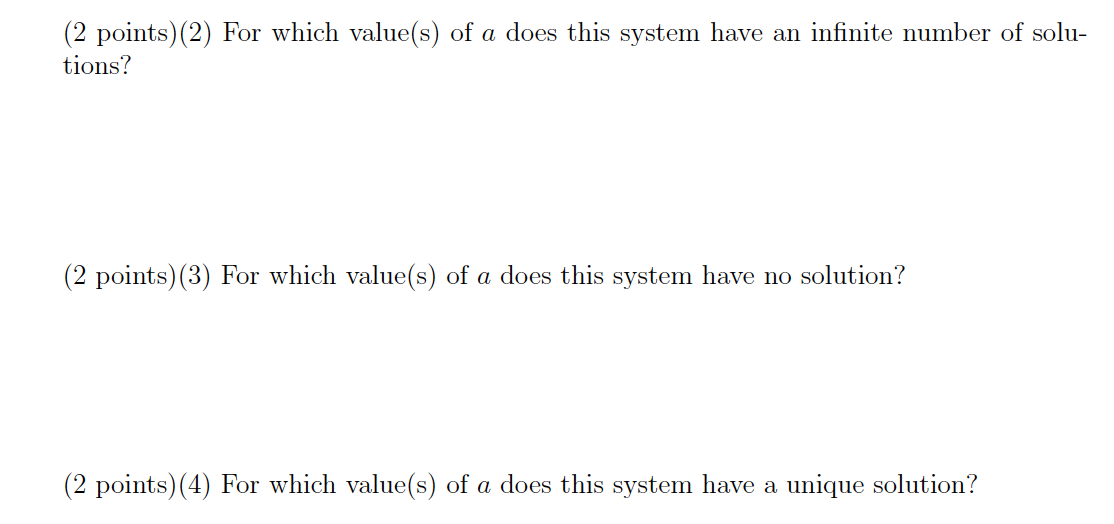 (2 points)(2) For which value(s) of a does this system have an infinite number of solu-
tions?
(2 points)(3) For which value(s) of a does this system have no solution?
(2 points)(4) For which value(s) of a does this system have a unique solution?